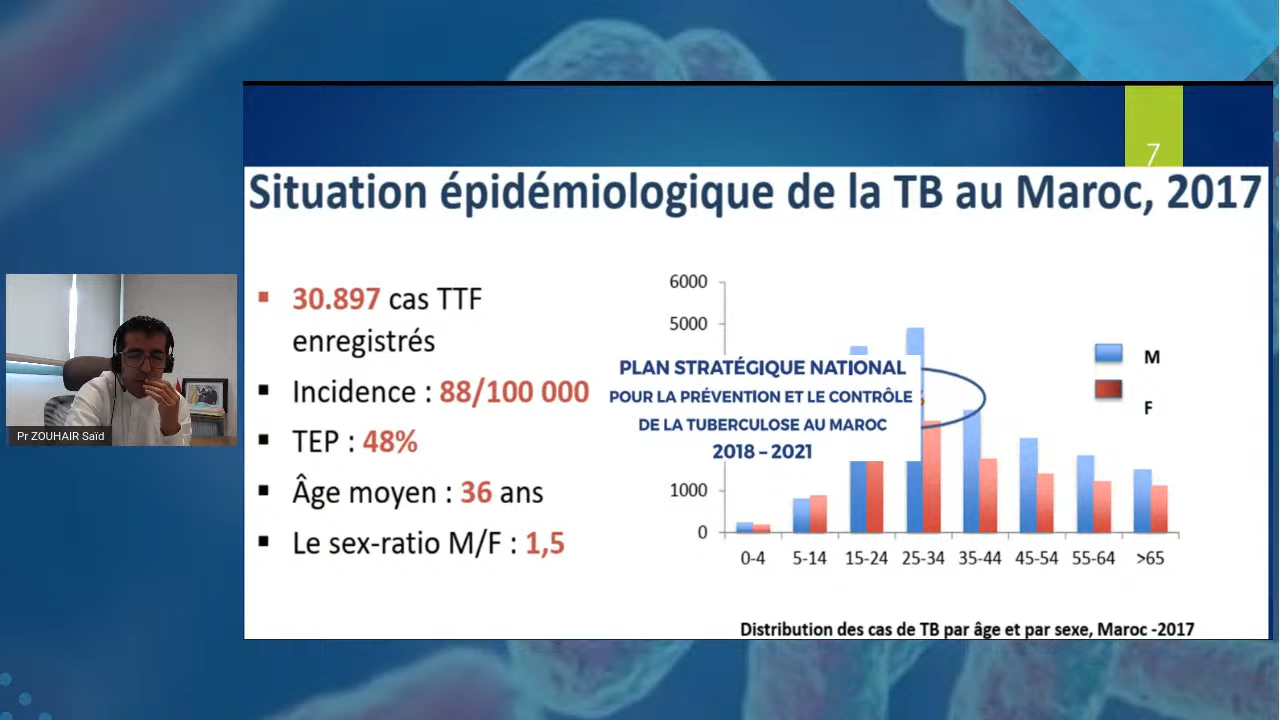 7
Situation épidémiologique de la TB au Maroc, 2017
30.897 cas TTF
enregistrés
Incidence : 88/100 000
TEP : 48%
Âge moyen : 36 ans
Le sex-ratio M/F : 1,5
6000
5000
1000
0
PLAN STRATÉGIQUE NATIONAL
POUR LA PRÉVENTION ET LE CONTRÔLE
DE LA TUBERCULOSE AU MAROC
2018 – 2021
M
F
0-4 5-14 15-24 25-34 35-44 45-54 55-64 >65
Distribution des cas de TB par âge et par sexe, Maroc -2017
Pr ZOUHAIR Saïd